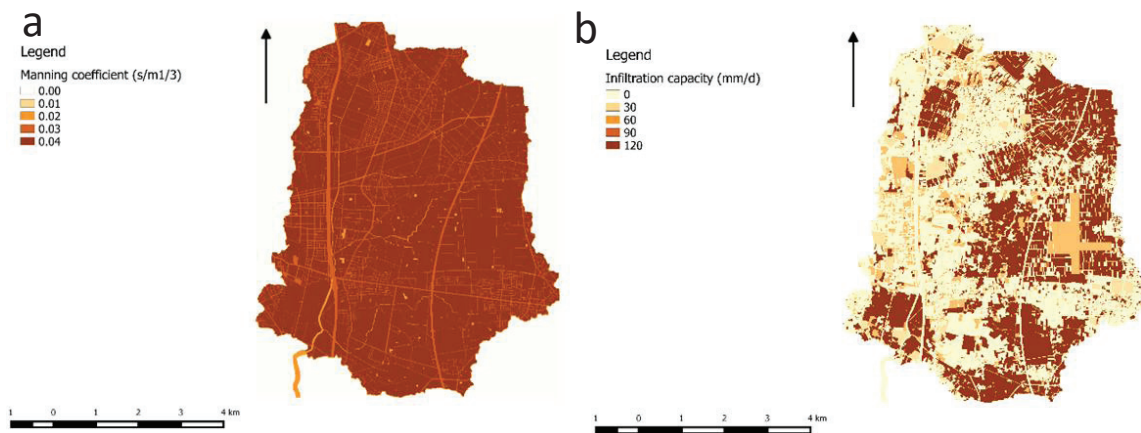 a
Legend
Manning coefficient (s/m1/3)
0.00
0.01
0.02
0.03
0.04
1 0 1 2 3 4 km
b
Legend
Infiltration capacity (mm/d)
0
30
60
90
120
1 0 1 2 3 4 km